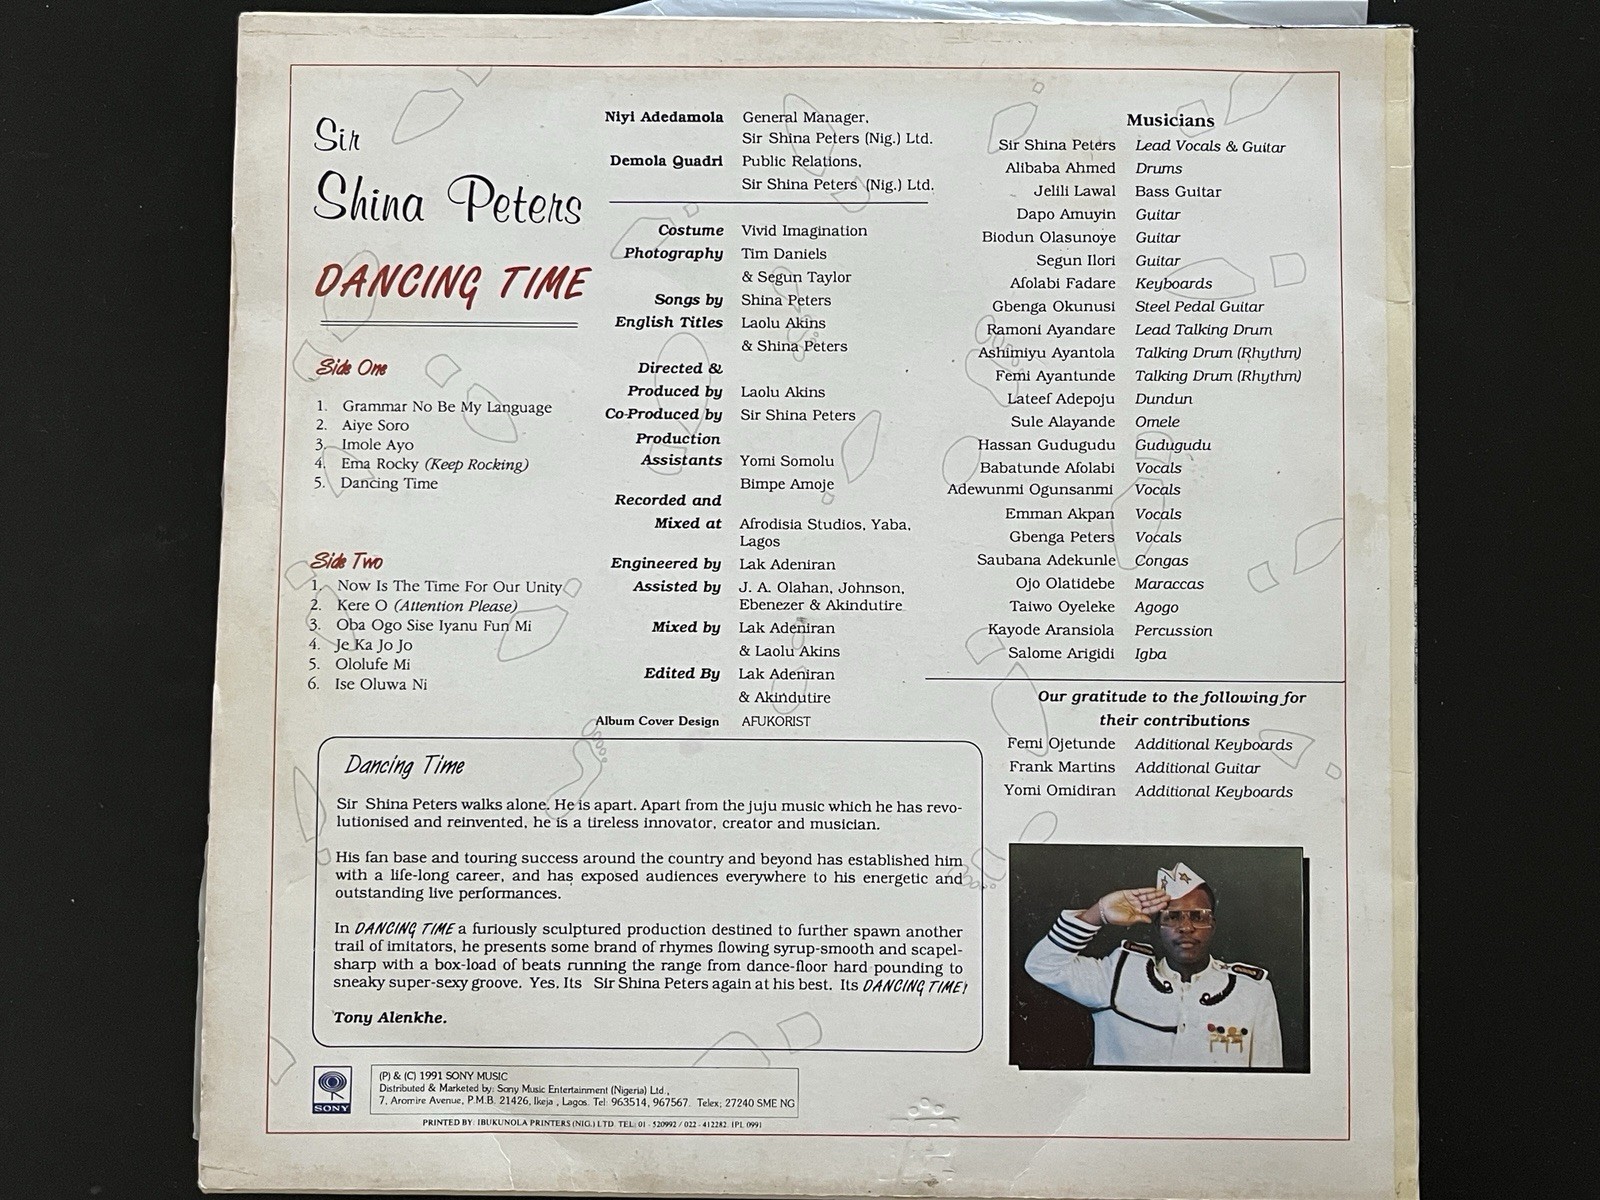 Sir
Shina Peters
DANCING TIME
Side One
1. Grammar No Be My Language
2. Aiye Soro
3. Imole Ayo
4. Ema Rocky (Keep Rocking)
5. Dancing Time
Side Two
1. Now Is The Time For Our Unity
2. Kere O (Attention Please)
3. Oba Ogo Sise Iyanu Fun Mi
4. Je Ka Jo Jo
5. Ololufe Mi
6. Ise Oluwa Ni
Niyi Adedamola General Manager,
Sir Shina Peters (Nig.) Ltd.
Demola Quadri Public Relations,
Sir Shina Peters (Nig.) Ltd.
Costume Vivid Imagination
Photography Tim Daniels
& Segun Taylor
Songs by Shina Peters
English Titles Laolu Akins
& Shina Peters
Directed &
Produced by Laolu Akins
Co-Produced by Sir Shina Peters
Production
Assistants Yomi Somolu
Bimpe Amoje
Recorded and
Mixed at Afrodisia Studios, Yaba,
Lagos
Engineered by Lak Adeniran
Assisted by J. A. Olahan, Johnson,
Ebenezer & Akindutire
Mixed by Lak Adeniran
& Laolu Akins
Edited By Lak Adeniran
& Akindutire
Album Cover Design AFUKORIST
Musicians
Sir Shina Peters Lead Vocals & Guitar
Alibaba Ahmed Drums
Jelili Lawal Bass Guitar
Dapo Amuyin Guitar
Biodun Olasunoye Guitar
Segun Ilori Guitar
Afolabi Fadare Keyboards
Gbenga Okunusi Steel Pedal Guitar
Ramoni Ayandare Lead Talking Drum
Ashimiyu Ayantola Talking Drum (Rhythm)
Femi Ayantunde Talking Drum (Rhythm)
Lateef Adepoju Dundun
Sule Alayande Omele
Hassan Gudugudu Gudugudu
Babatunde Afolabi Vocals
Adewunmi Ogunsanmi Vocals
Emman Akpan Vocals
Gbenga Peters Vocals
Saubana Adekunle Congas
Ojo Olatidebe Maraccas
Taiwo Oyeleke Agogo
Kayode Aransiola Percussion
Salome Arigidi Igba
Our gratitude to the following for
their contributions
Femi Ojetunde Additional Keyboards
Frank Martins Additional Guitar
Yomi Omidiran Additional Keyboards
Dancing Time
Sir Shina Peters walks alone. He is apart. Apart from the juju music which he has revo-
lutionised and reinvented, he is a tireless innovator, creator and musician.
His fan base and touring success around the country and beyond has established him
with a life-long career, and has exposed audiences everywhere to his energetic and
outstanding live performances.
In DANCING TIME a furiously sculptured production destined to further spawn another
trail of imitators, he presents some brand of rhymes flowing syrup-smooth and scapel-
sharp with a box-load of beats running the range from dance-floor hard pounding to
sneaky super-sexy groove. Yes, Its Sir Shina Peters again at his best. Its DANCING TIME!
Tony Alenkhe.
SONY
(P) & (C) 1991 SONY MUSIC
Distributed & Marketed by: Sony Music Entertainment (Nigeria) Ltd.,
7, Aromire Avenue, P.M.B. 21426, Ikeja, Lagos. Tel: 963514, 967567. Telex; 27240 SME NG
PRINTED BY: IBUKUNOLA PRINTERS (NIG.) LTD. TEL: 01 - 520992 / 022 - 412282. IPL 0991